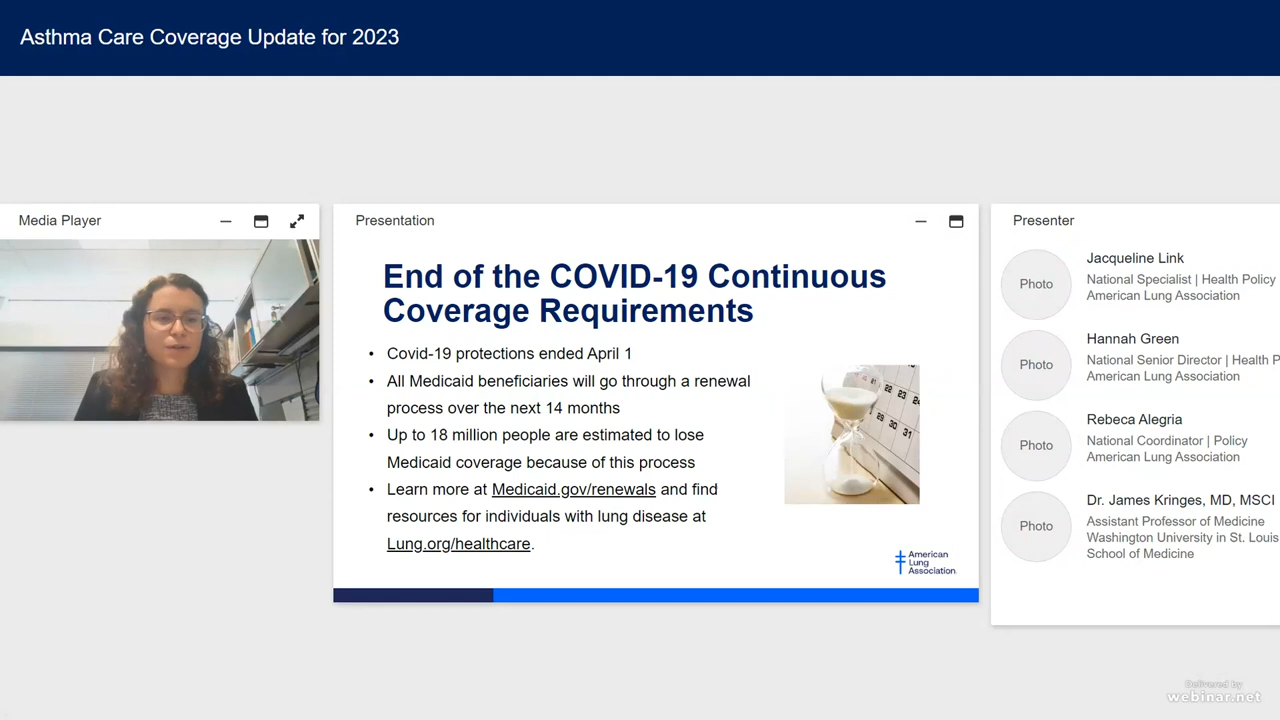 Asthma Care Coverage Update for 2023
Media Player
Presentation
End of the COVID-19 Continuous
Coverage Requirements
• Covid-19 protections ended April 1
• All Medicaid beneficiaries will go through a renewal
process over the next 14 months
• Up to 18 million people are estimated to lose
Medicaid coverage because of this process
• Learn more at Medicaid.gov/renewals and find
resources for individuals with lung disease at
Lung.org/healthcare.
22 23 24
29 30 31
American
Lung
Association.
Presenter
Photo
Jacqueline Link
National Specialist | Health Policy
American Lung Association
Photo
Hannah Green
National Senior Director | Health P
American Lung Association
Photo
Rebeca Alegria
National Coordinator | Policy
American Lung Association
Photo
Dr. James Kringes, MD, MSCI
Assistant Professor of Medicine
Washington University in St. Louis
School of Medicine
Delivered by
webinar.net